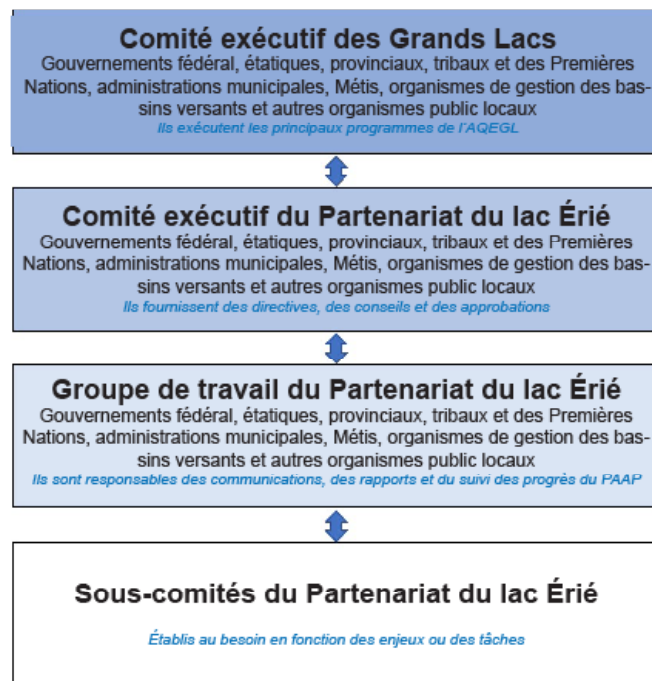 Comité exécutif des Grands Lacs
Gouvernements fédéral, étatiques, provinciaux, tribaux et des Premières
Nations, administrations municipales, Métis, organismes de gestion des bas-
sins versants et autres organismes public locaux
Ils exécutent les principaux programmes de l'AQEGL
Comité exécutif du Partenariat du lac Érié
Gouvernements fédéral, étatiques, provinciaux, tribaux et des Premières
Nations, administrations municipales, Métis, organismes de gestion des bas-
sins versants et autres organismes public locaux
Ils fournissent des directives, des conseils et des approbations
Groupe de travail du Partenariat du lac Érié
Gouvernements fédéral, étatiques, provinciaux, tribaux et des Premières
Nations, administrations municipales, Métis, organismes de gestion des bas-
sins versants et autres organismes public locaux
Ils sont responsables des communications, des rapports et du suivi des progrès du PAAP
Sous-comités du Partenariat du lac Érié
Établis au besoin en fonction des enjeux ou des tâches